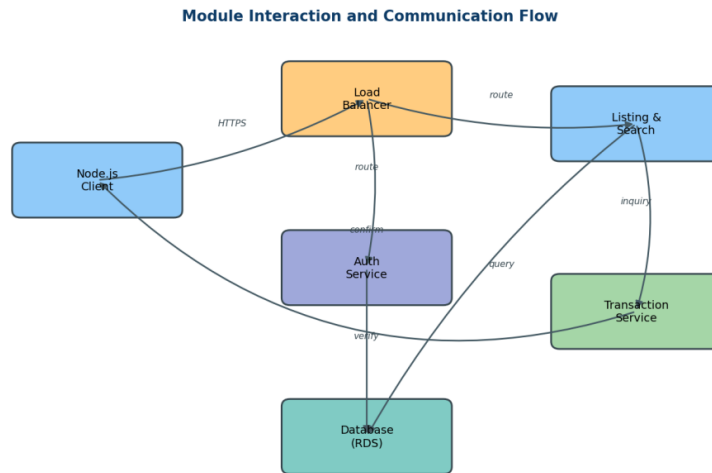 Module Interaction and Communication Flow
Load
Balancer
route
Listing &
Search
HTTPS
Node.js
Client
route
inquiry
confirm
Auth
Service
query
Transaction
Service
verify
Database
(RDS)